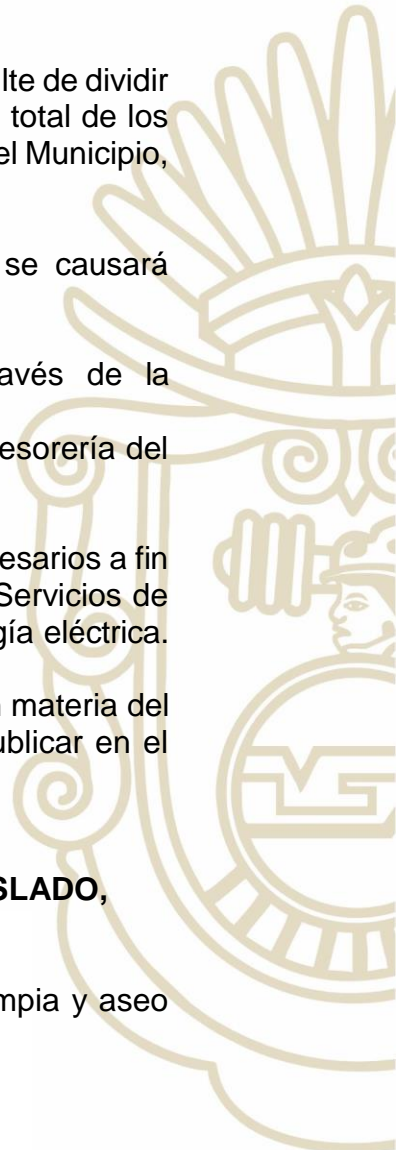 lte de dividir
total de los
el Municipio,
se causará
avés de la
esorería del
esarios a fin
Servicios de
gía eléctrica.
materia del
ublicar en el
SLADO,
mpia y aseo